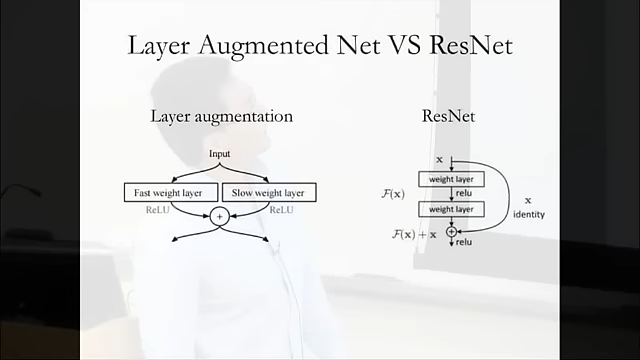 Layer Augmented Net VS ResNet
Layer augmentation
Input
Fast weight layer
Slow weight layer
ReLU
ReLU
+
ResNet
x
weight layer
relu
F(x)
weight layer
x
identity
F(x) + x
+
relu